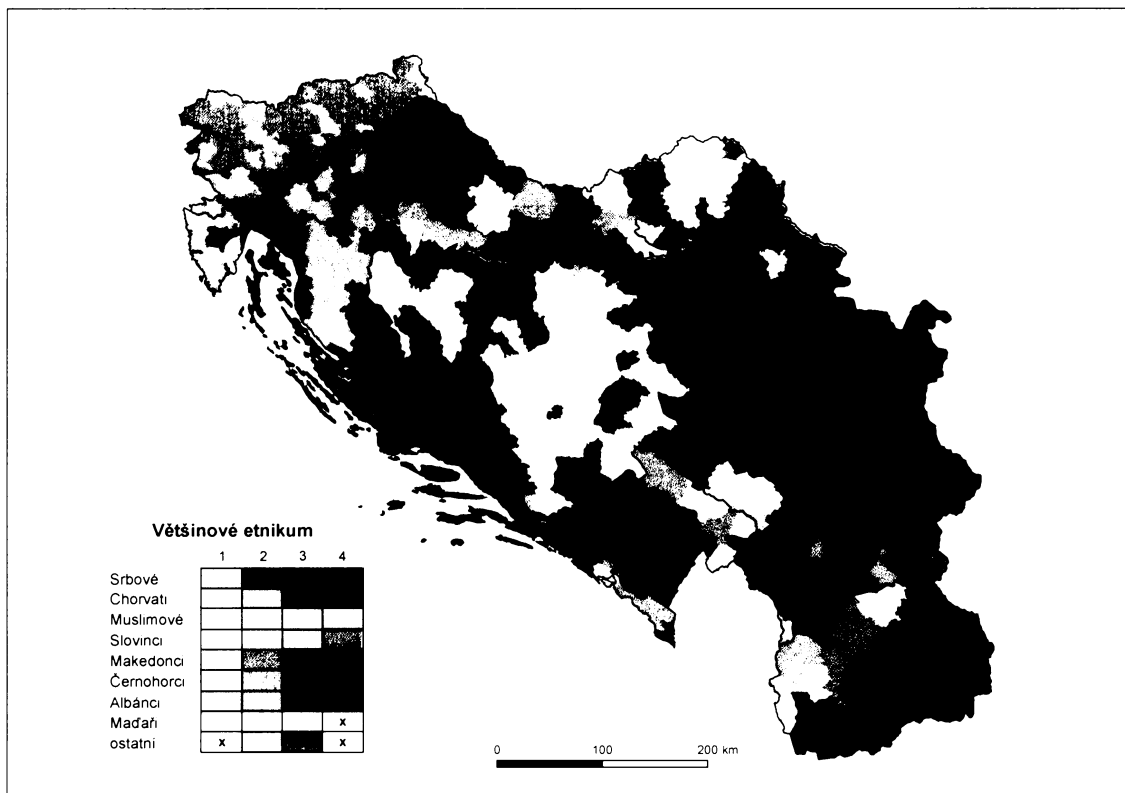 Většinové etnikum
1 2 3 4
Srbové
Chorvati
Muslimové
Slovinci
Makedonci
Černohorci
Albánci
Maďaři x
ostatní x x
0 100 200 km